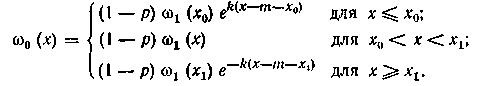 (1 − p) ω₁ (x₀) e^{k(x−m−x₀)} для x ⩽ x₀;
ω₀ (x) = { (1 − p) ω₁ (x) для x₀ < x < x₁;
(1 − p) ω₁ (x₁) e^{−k(x−m−x₁)} для x ⩾ x₁.